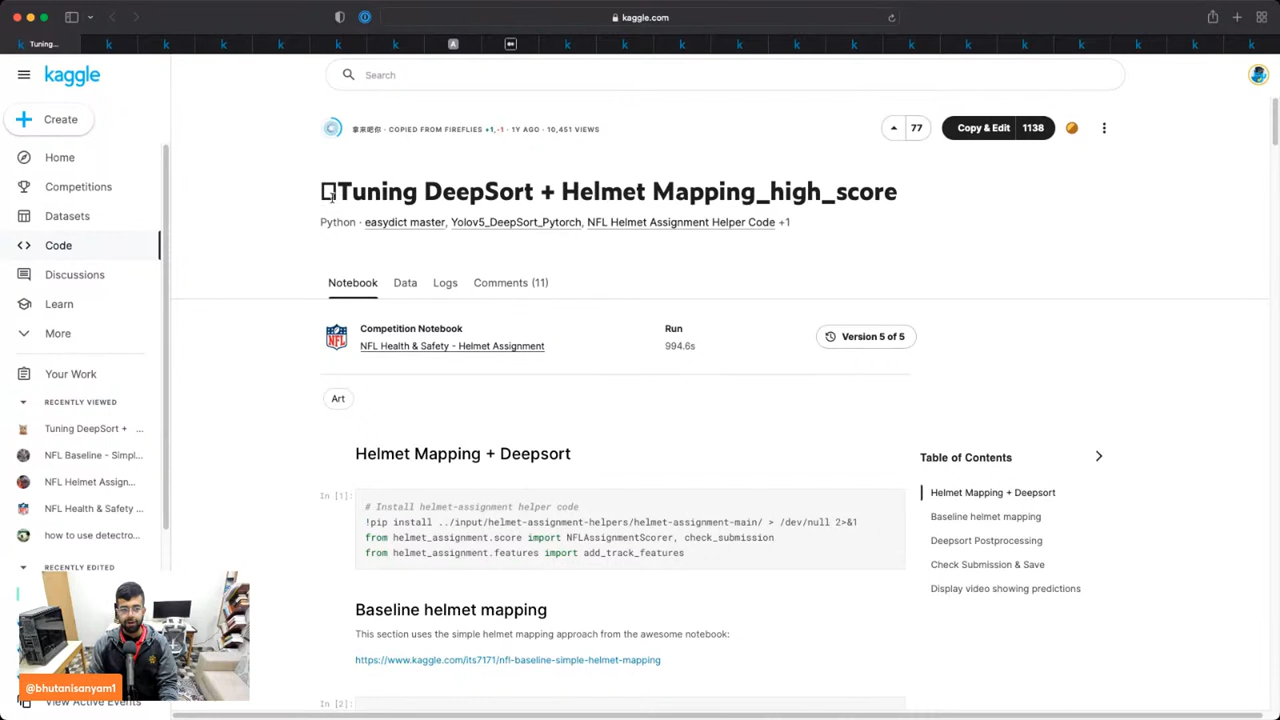 kaggle.com
Tuning...
kaggle
Search
Create
Home
Competitions
Datasets
Code
Discussions
Learn
More
Your Work
RECENTLY VIEWED
Tuning DeepSort + ...
NFL Baseline - Simpl...
NFL Helmet Assign...
NFL Health & Safety ...
how to use detectro...
RECENTLY EDITED
View Active Events
@bhutanisanyam1
拿来吧你 · COPIED FROM FIREFLIES +1,-1 · 1Y AGO · 10,451 VIEWS
77
Copy & Edit 1138
Tuning DeepSort + Helmet Mapping_high_score
Python · easydict master, Yolov5_DeepSort_Pytorch, NFL Helmet Assignment Helper Code +1
Notebook Data Logs Comments (11)
Competition Notebook
NFL Health & Safety - Helmet Assignment
Run
994.6s
Version 5 of 5
Art
Helmet Mapping + Deepsort
In [1]:
# Install helmet-assignment helper code
!pip install ../input/helmet-assignment-helpers/helmet-assignment-main/ > /dev/null 2>&1
from helmet_assignment.score import NFLAssignmentScorer, check_submission
from helmet_assignment.features import add_track_features
Baseline helmet mapping
This section uses the simple helmet mapping approach from the awesome notebook:
https://www.kaggle.com/its7171/nfl-baseline-simple-helmet-mapping
In [2]:
Table of Contents
Helmet Mapping + Deepsort
Baseline helmet mapping
Deepsort Postprocessing
Check Submission & Save
Display video showing predictions